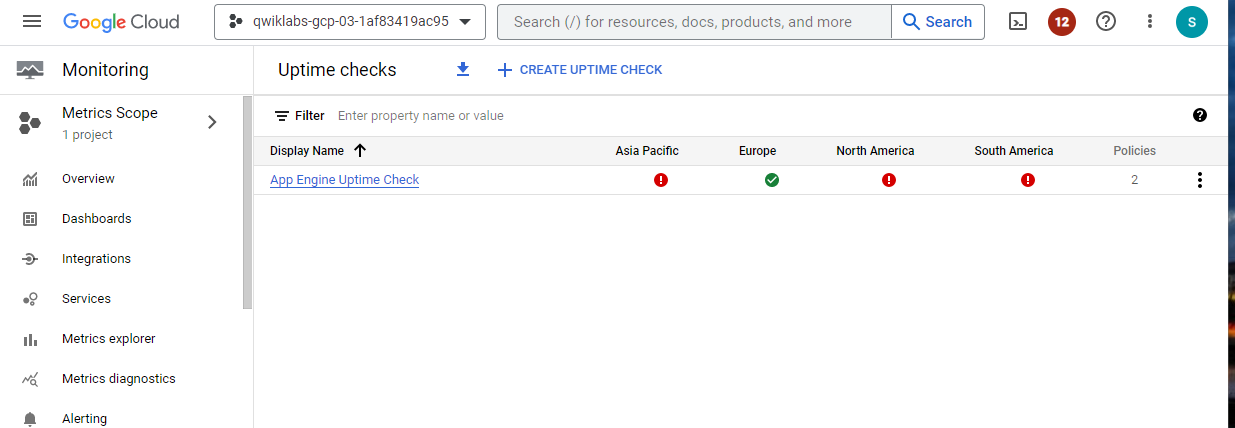 Google Cloud
qwiklabs-gcp-03-1af83419ac95
Search (/) for resources, docs, products, and more
Search
12
S
Monitoring
Uptime checks
CREATE UPTIME CHECK
Metrics Scope
1 project
Filter
Enter property name or value
Display Name
Asia Pacific
Europe
North America
South America
Policies
App Engine Uptime Check
2
Overview
Dashboards
Integrations
Services
Metrics explorer
Metrics diagnostics
Alerting